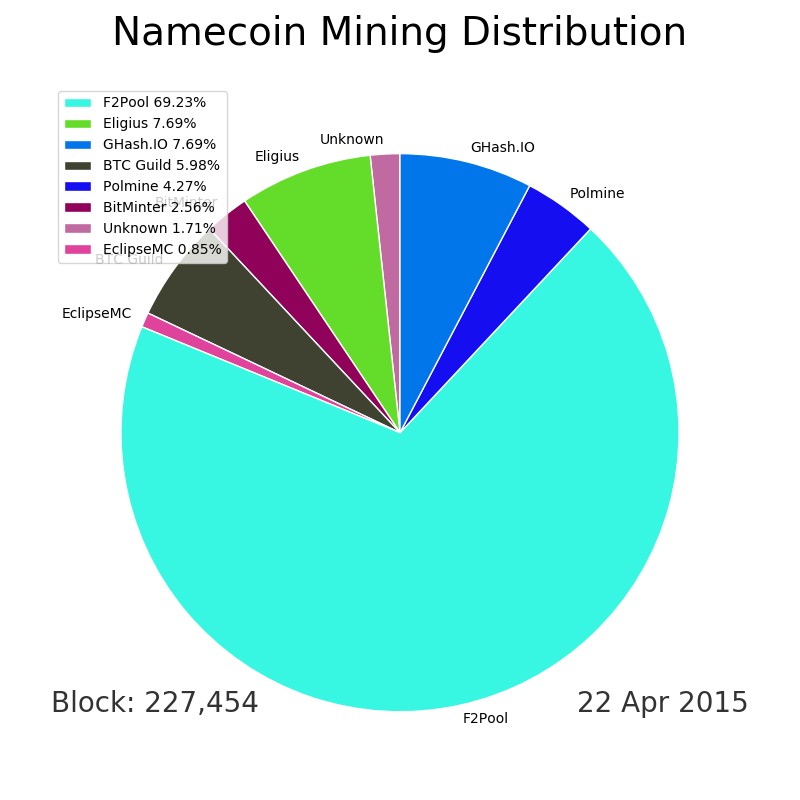 Namecoin Mining Distribution
F2Pool 69.23%
Eligius 7.69%
GHash.IO 7.69%
BTC Guild 5.98%
Polmine 4.27%
BitMinter 2.56%
Unknown 1.71%
EclipseMC 0.85%
Unknown
GHash.IO
Eligius
Polmine
BitMinter
BTC Guild
EclipseMC
Block: 227,454
22 Apr 2015
F2Pool